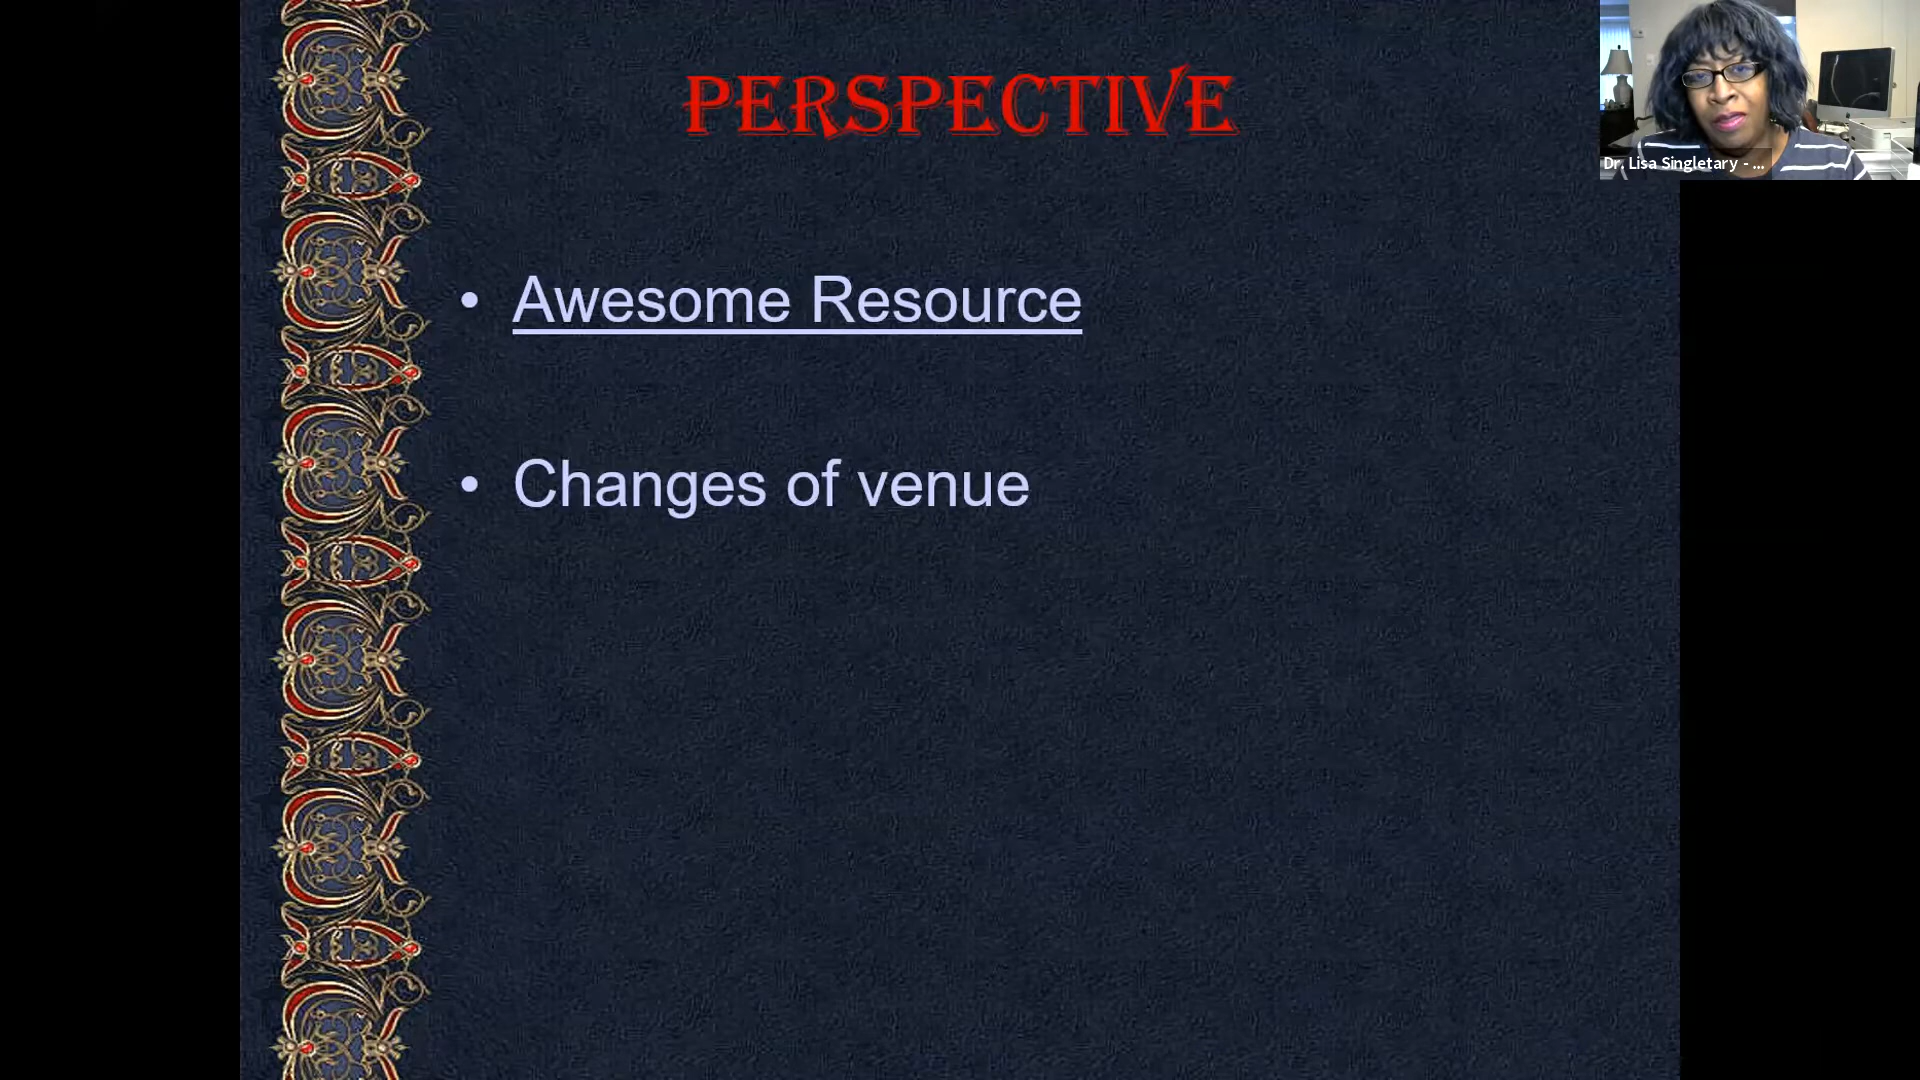 PERSPECTIVE
• Awesome Resource
• Changes of venue
Dr. Lisa Singletary - ...